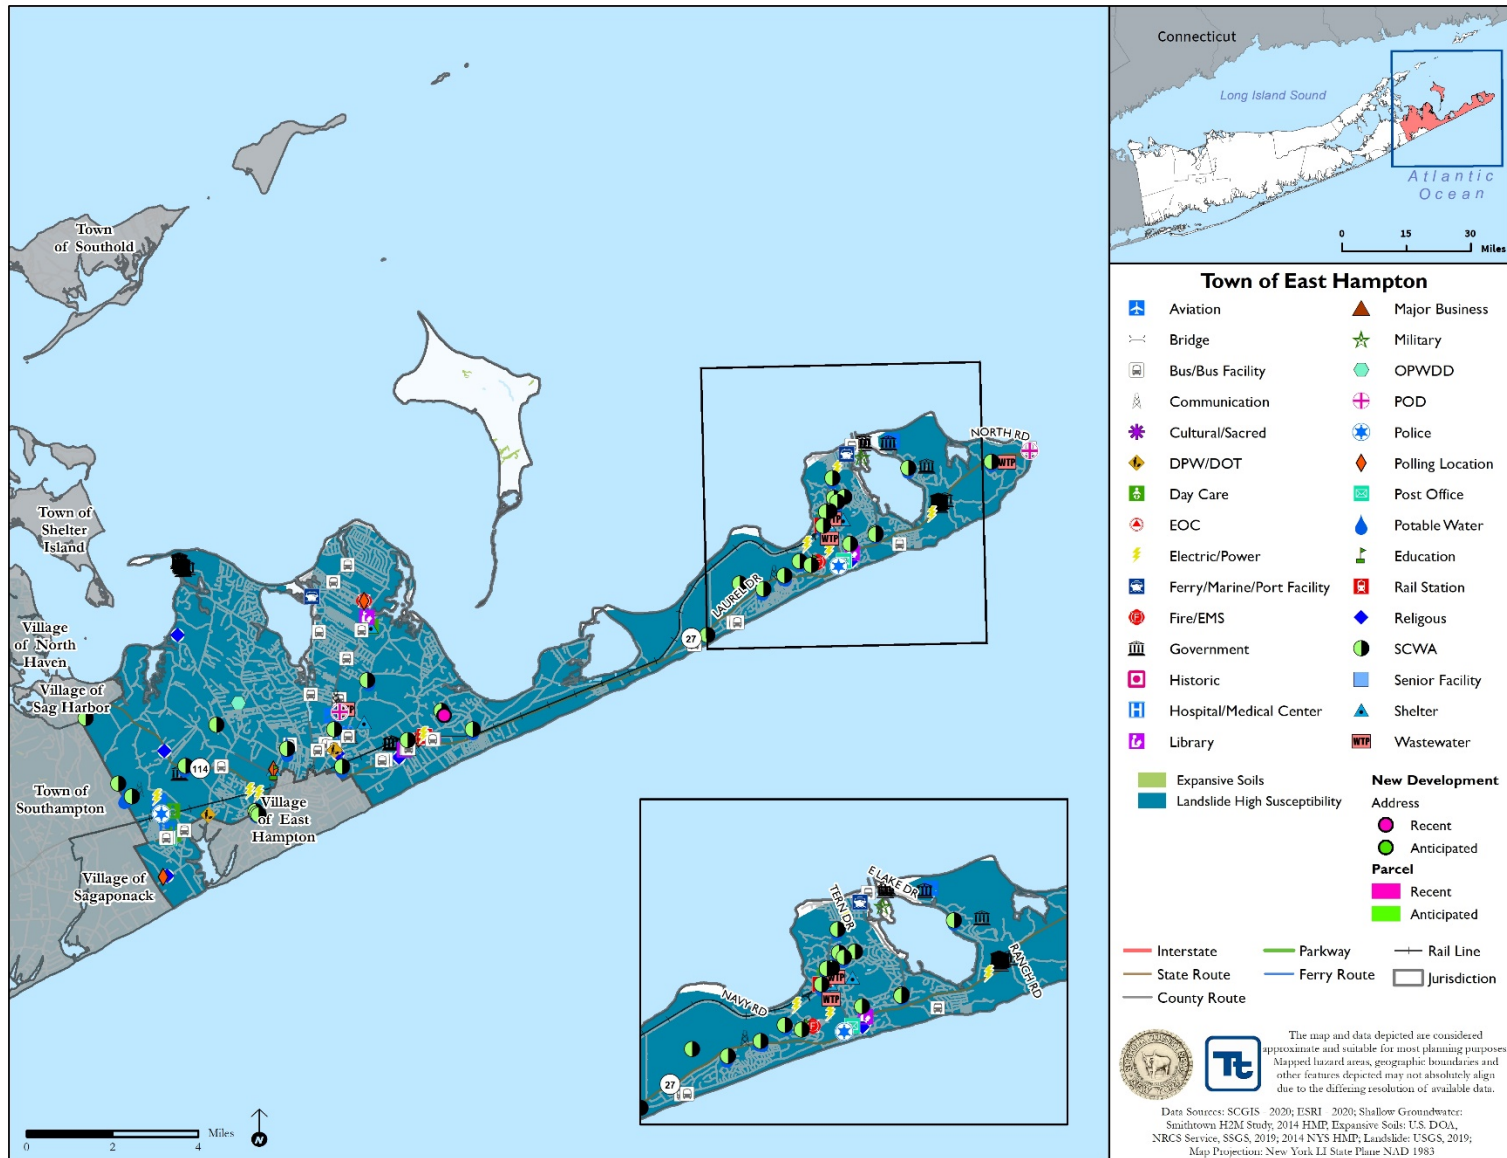 Connecticut
Long Island Sound
Atlantic
Ocean
0 15 30
Miles
Town
of Southold
Town of
Shelter
Island
Village
of North
Haven
Village of
Sag Harbor
Town of
Southampton
Village of
Sagaponack
Village
of East
Hampton
114
27
LAUREL DR
NORTH RD
WTP
WTP
Town of East Hampton
Aviation
Bridge
Bus/Bus Facility
Communication
Cultural/Sacred
DPW/DOT
Day Care
EOC
Electric/Power
Ferry/Marine/Port Facility
Fire/EMS
Government
Historic
Hospital/Medical Center
Library
Major Business
Military
OPWDD
POD
Police
Polling Location
Post Office
Potable Water
Education
Rail Station
Relígous
SCWA
Senior Facility
Shelter
WTP Wastewater
Expansive Soils
Landslide High Susceptibility
New Development
Address
Recent
Anticipated
Parcel
Recent
Anticipated
Interstate
State Route
County Route
Parkway
Ferry Route
Rail Line
Jurisdiction
E LAKE DR
TERN DR
RANCH RD
NAVY RD
WTP
WTP
27
Tt
The map and data depicted are considered
approximate and suitable for most planning purposes
Mapped hazard areas, geographic boundaries and
other features depicted may not absolutely align
due to the differing resolution of available data.
Data Sources: SCGIS - 2020; ESRI - 2020; Shallow Groundwater:
Smithtown H2M Study, 2014 HMP, Expansive Soils: U.S. DOA,
NRCS Service, SSGS, 2019; 2014 NYS HMP; Landslide: USGS, 2019;
Map Projection: New York LI State Plane NAD 1983
Miles
0 2 4
N